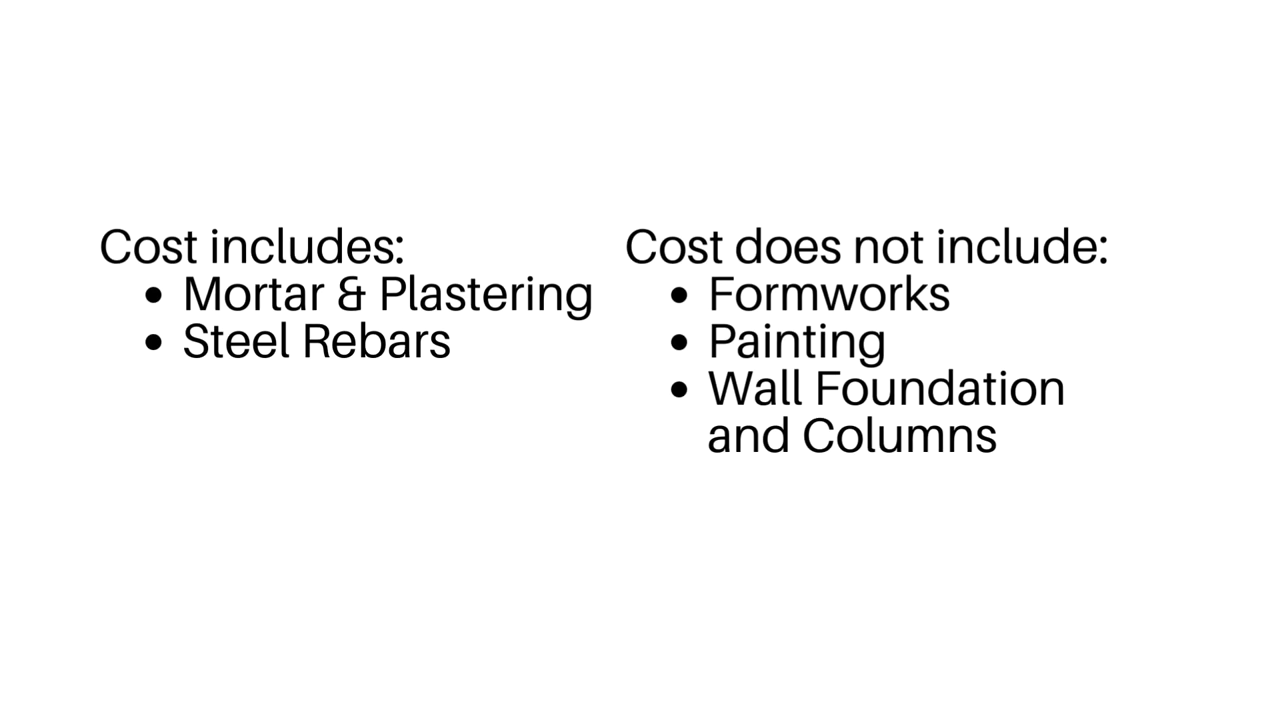 Cost includes:
• Mortar & Plastering
• Steel Rebars
Cost does not include:
• Formworks
• Painting
• Wall Foundation
and Columns